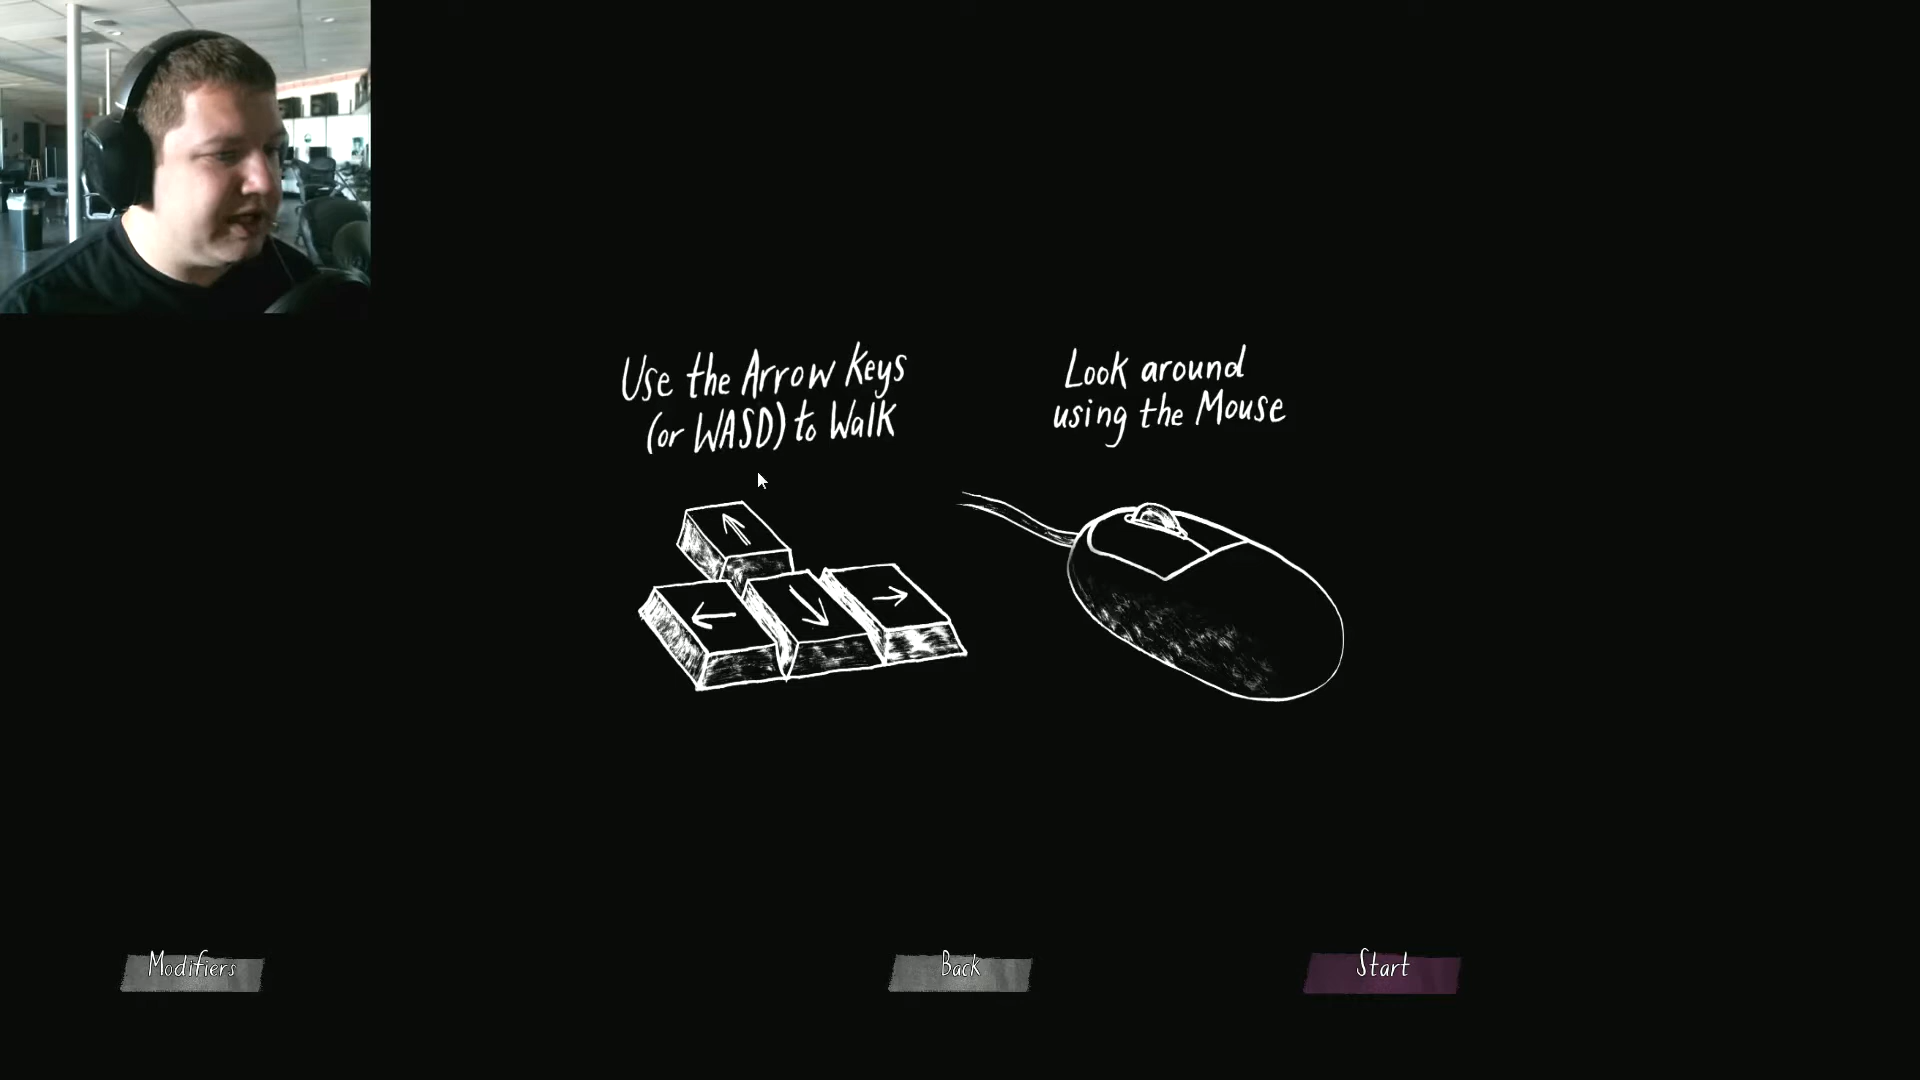 Use the Arrow Keys
(or WASD) to Walk
Look around
using the Mouse
Modifiers
Back
Start